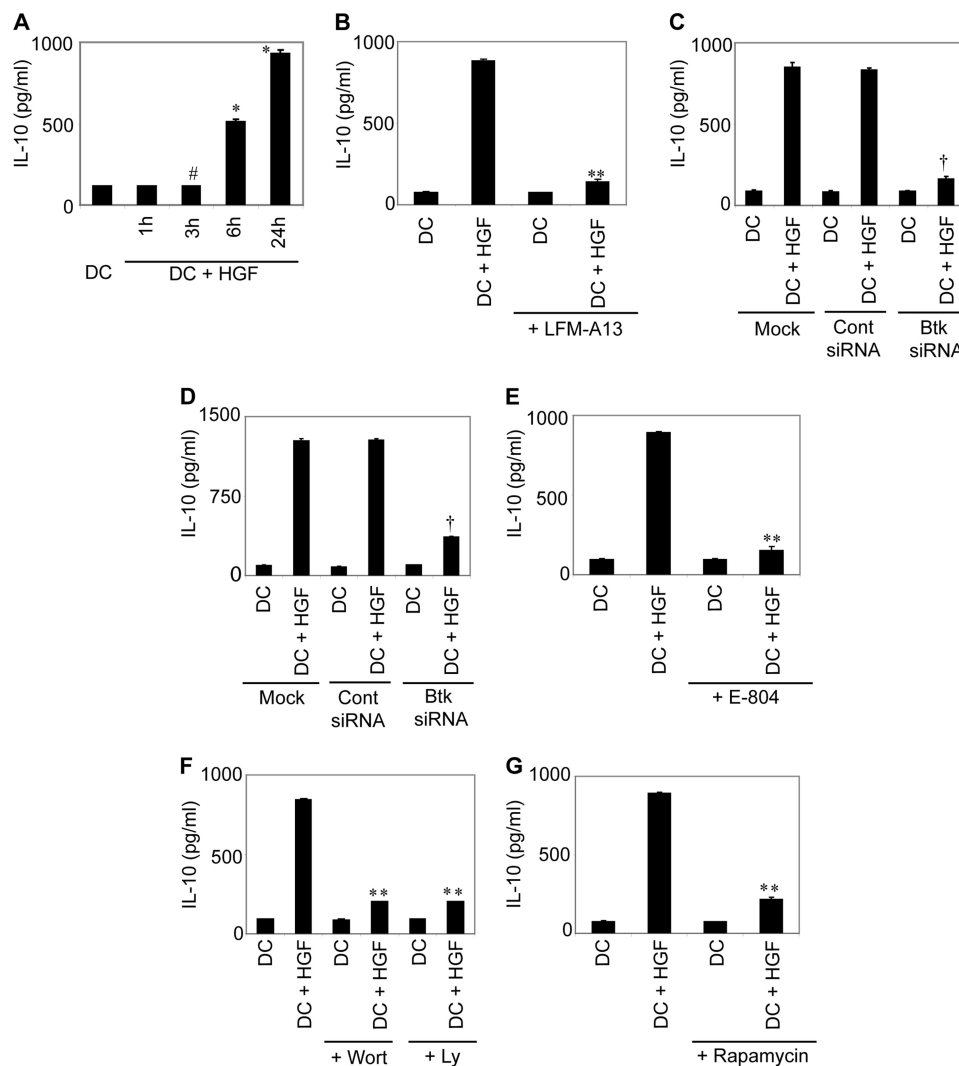 A
IL-10 (pg/ml)
1000
500
0
#
*
*
1h
3h
6h
24h
DC
DC + HGF
B
IL-10 (pg/ml)
1000
500
0
**
DC
DC + HGF
DC
DC + HGF
+ LFM-A13
C
IL-10 (pg/ml)
1000
500
0
†
DC
DC + HGF
DC
DC + HGF
DC
DC + HGF
Mock
Cont
siRNA
Btk
siRNA
D
IL-10 (pg/ml)
1500
750
0
†
DC
DC + HGF
DC
DC + HGF
DC
DC + HGF
Mock
Cont
siRNA
Btk
siRNA
E
IL-10 (pg/ml)
1000
500
0
**
DC
DC + HGF
DC
DC + HGF
+ E-804
F
IL-10 (pg/ml)
1000
500
0
**
**
DC
DC + HGF
DC
DC + HGF
DC
DC + HGF
+ Wort
+ Ly
G
IL-10 (pg/ml)
1000
500
0
**
DC
DC + HGF
DC
DC + HGF
+ Rapamycin